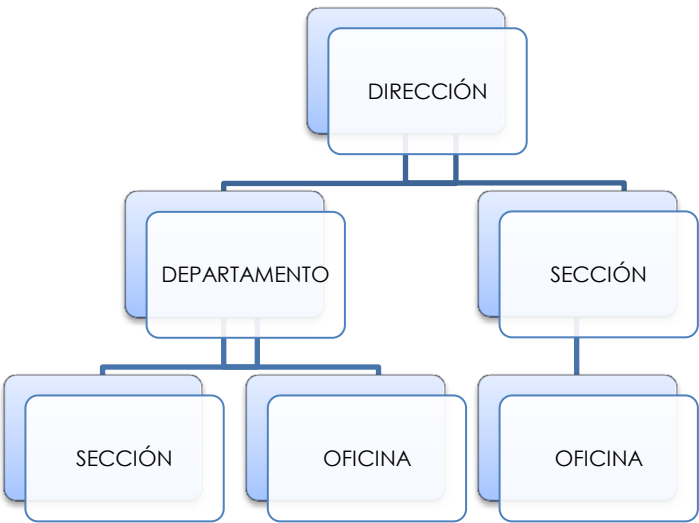 DIRECCIÓN
DEPARTAMENTO
SECCIÓN
SECCIÓN
OFICINA
OFICINA